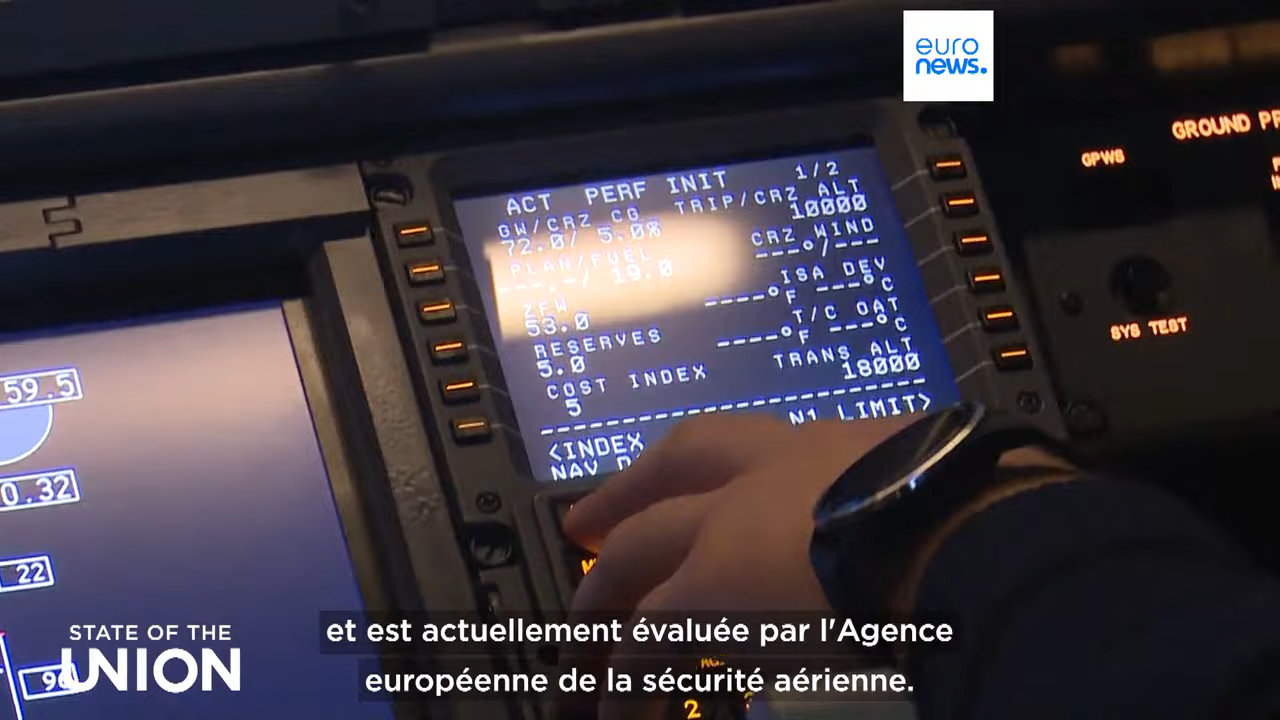 euro
news.
GROUND
GPWS
SYS TEST
ACT PERF INIT 1/2
GW/CRZ CG TRIP/CRZ ALT
72.0/ 5.0% 10000
PLAN/FUEL CRZ WIND
---.-/ 19.0 ---°/---
ZFW ISA DEV
53.0 ----°F ---°C
RESERVES T/C OAT
5.0 ----°F ---°C
COST INDEX TRANS ALT
5 18000
<INDEX N1 LIMIT>
NAV
59.5
0.32
22
96
2
STATE OF THE
UNION
et est actuellement évaluée par l'Agence
européenne de la sécurité aérienne.